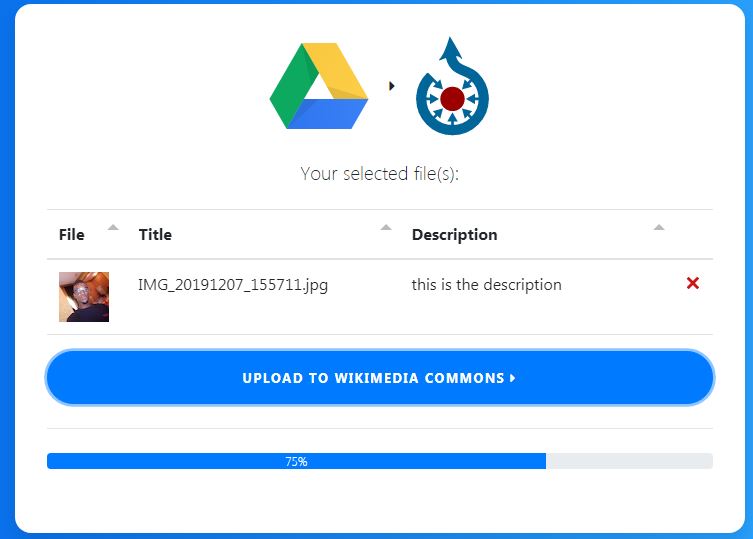 Your selected file(s):
File Title Description
IMG_20191207_155711.jpg this is the description
UPLOAD TO WIKIMEDIA COMMONS
75%